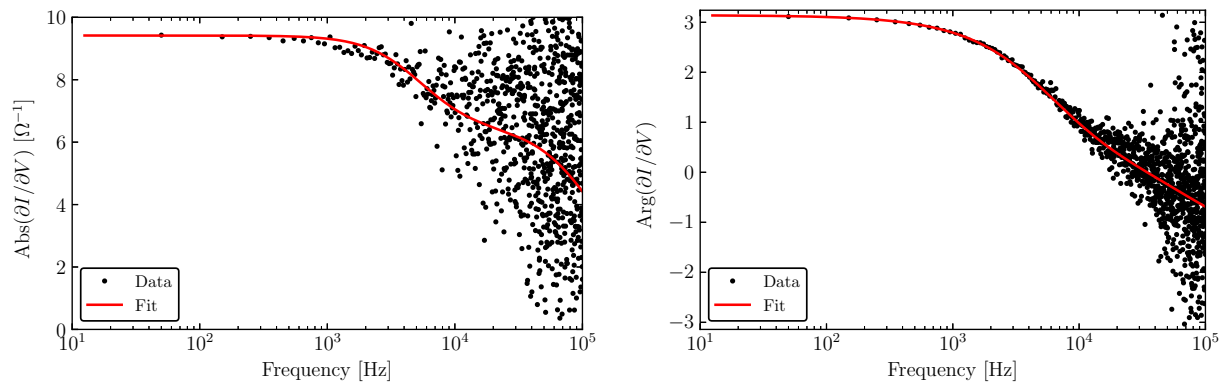 10
8
6
4
2
0
Abs(∂I/∂V) [Ω⁻¹]
Data
Fit
10¹
10²
10³
10⁴
10⁵
Frequency [Hz]
3
2
1
0
−1
−2
−3
Arg(∂I/∂V)
Data
Fit
10¹
10²
10³
10⁴
10⁵
Frequency [Hz]